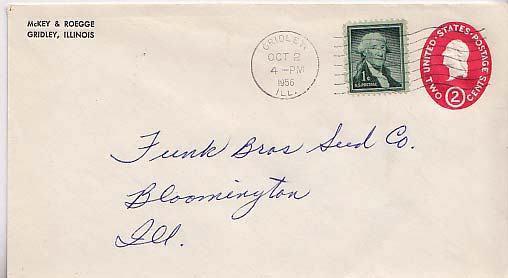 McKEY & ROEGGE
GRIDLEY, ILLINOIS
GRIDLEY,
OCT 2
4-PM
1956
ILL.
1¢
U.S. POSTAGE
UNITED·STATES·POSTAGE
2
TWO CENTS
Funk Bros Seed Co.
Bloomington
Ill.